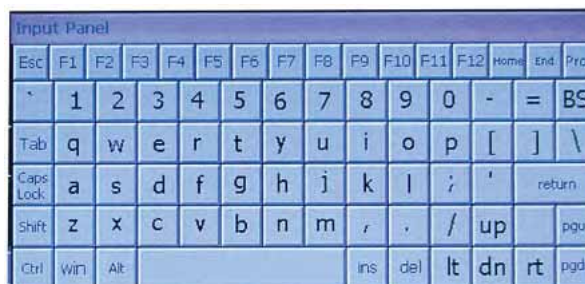 Input Panel
Esc F1 F2 F3 F4 F5 F6 F7 F8 F9 F10 F11 F12 Home End
` 1 2 3 4 5 6 7 8 9 0 - = BS
Tab q w e r t y u i o p [ ] \
Caps Lock a s d f g h j k l ; ' return
Shift z x c v b n m , . / up
Ctrl win Alt ins del lt dn rt